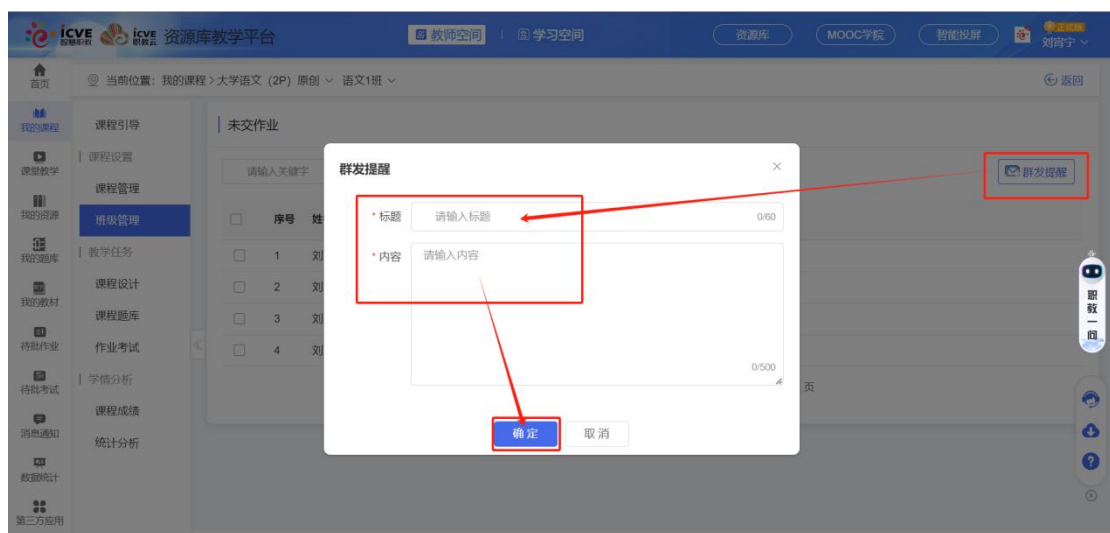 icve 智慧职教 icve 职教云 资源库教学平台 教师空间 学习空间 资源库 MOOC学院 智能投屏 正式版 刘宵宁
首页
当前位置：我的课程 > 大学语文 (2P) 原创 语文1班
返回
我的课程
课堂教学
我的资源
我的题库
我的教材
待批作业
待批考试
消息通知
数据统计
第三方应用
课程引导
课程设置
课程管理
班级管理
教学任务
课程设计
课程题库
作业考试
学情分析
课程成绩
统计分析
未交作业
请输入关键字
群发提醒
序号 姓
1 刘
2 刘
3 刘
4 刘
页
群发提醒 ×
* 标题 请输入标题 0/60
* 内容 请输入内容
0/500
确定 取消
职教一问